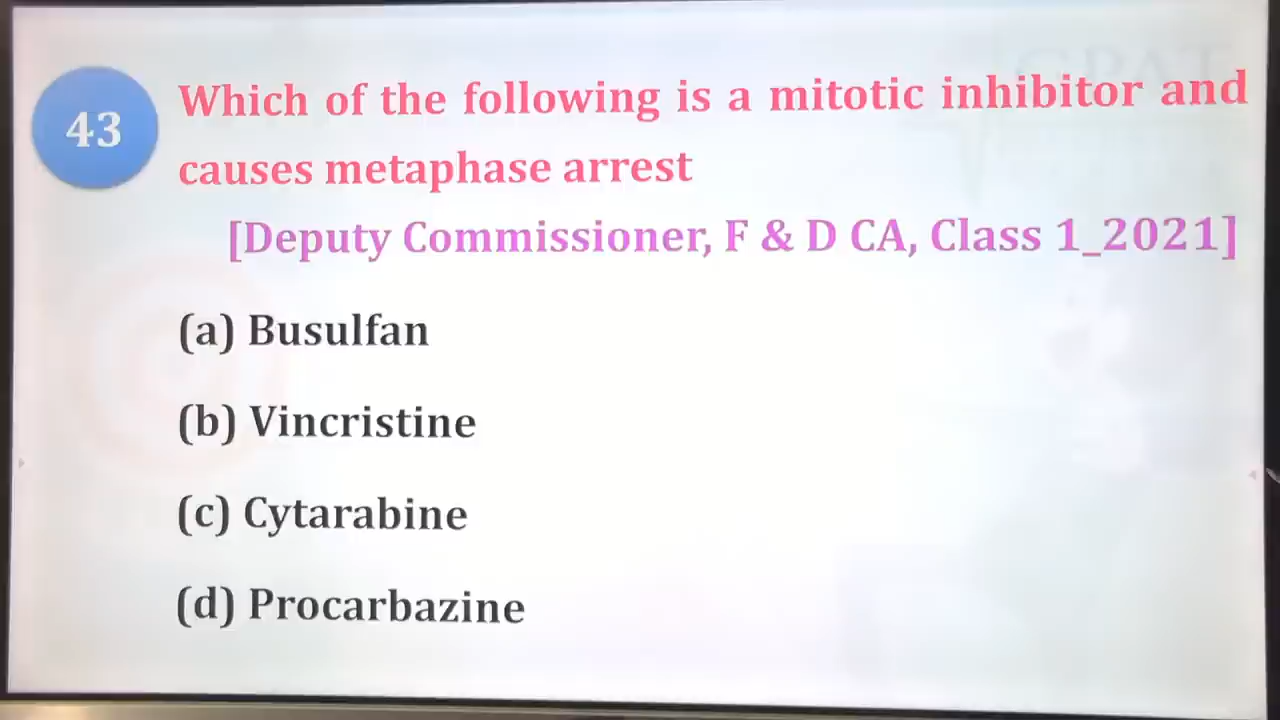 43
Which of the following is a mitotic inhibitor and
causes metaphase arrest
[Deputy Commissioner, F & D CA, Class 1_2021]
(a) Busulfan
(b) Vincristine
(c) Cytarabine
(d) Procarbazine
GPAT